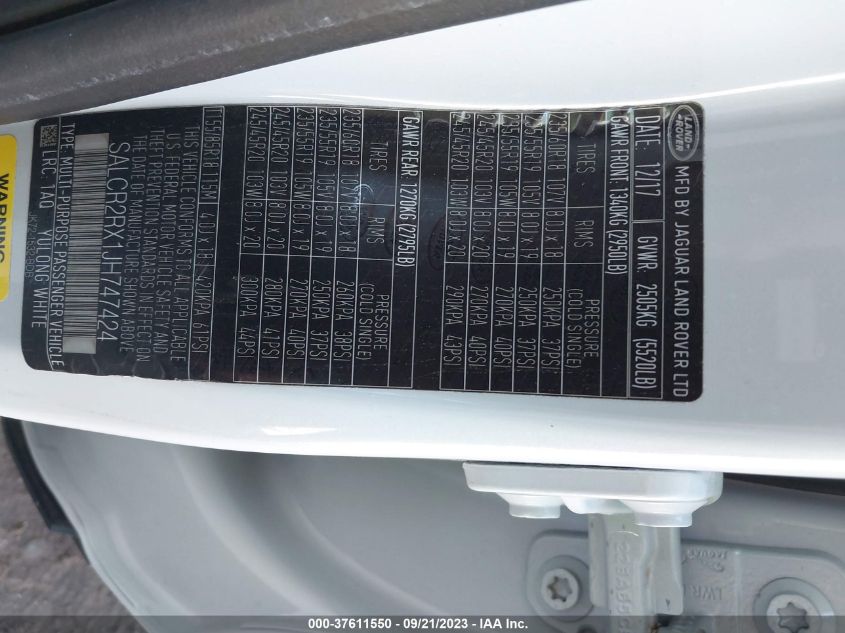 LAND ROVER
MFD BY JAGUAR LAND ROVER LTD
DATE: 12/17 GVWR: 2505KG (5520LB)
GAWR FRONT: 1340KG (2950LB)
TIRES RIMS (COLD SINGLE)
235/60R18 107V 8.0J x 18 250KPA 37PSI
235/55R19 105V 8.0J x 19 250KPA 37PSI
235/55R19 105W 8.0J x 19 270KPA 40PSI
245/45R20 103V 8.0J x 20 270KPA 40PSI
245/45R20 103W 8.0J x 20 290KPA 43PSI
GAWR REAR: 1270KG (2795LB)
TIRES RIMS (COLD SINGLE)
235/60R18 107V 8.0J x 18 260KPA 38PSI
235/55R19 105V 8.0J x 19 250KPA 37PSI
235/55R19 105W 8.0J x 19 270KPA 40PSI
245/45R20 103V 8.0J x 20 280KPA 41PSI
245/45R20 103W 8.0J x 20 300KPA 44PSI
T155/85R18 115M 4.0J x 18 420KPA 61PSI
THIS VEHICLE CONFORMS TO ALL APPLICABLE
U.S. FEDERAL MOTOR VEHICLE SAFETY AND
THEFT PREVENTION STANDARDS IN EFFECT ON
THE DATE OF MANUFACTURE SHOWN ABOVE
SALCR2RX1JH747424
TYPE: MULTI-PURPOSE PASSENGER VEHICLE
LRC 1AQ YULONG WHITE
WARNING
JAGUAR
LWR
000-37611550 - 09/21/2023 - IAA Inc.